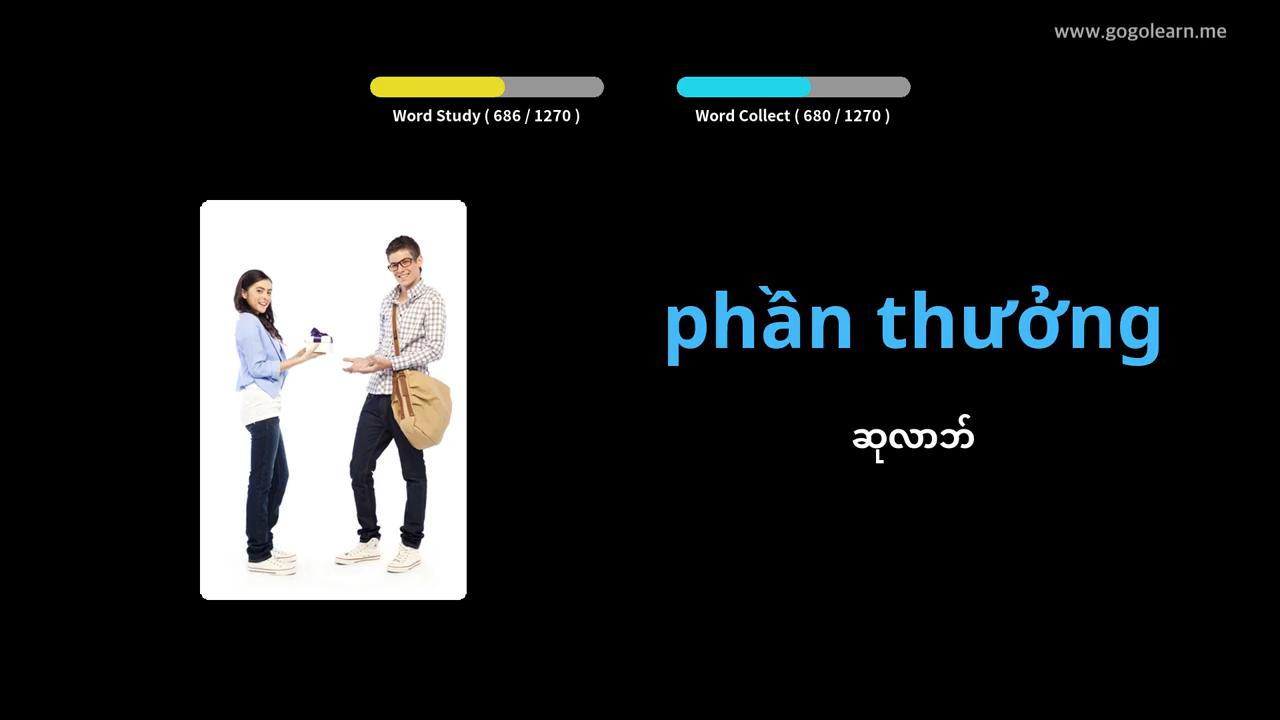 www.gogolearn.me
Word Study ( 686 / 1270 )
Word Collect ( 680 / 1270 )
phần thưởng
ဆုလာဘ်